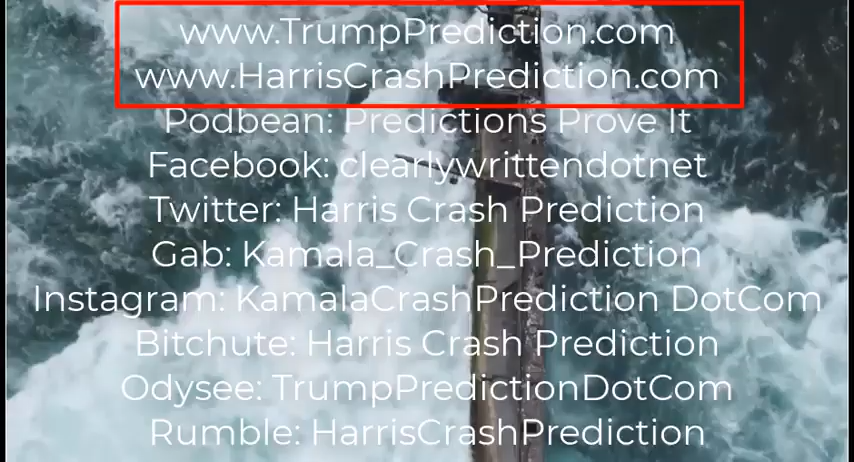 www.TrumpPrediction.com
www.HarrisCrashPrediction.com
Podbean: Predictions Prove It
Facebook: clearlywrittendotnet
Twitter: Harris Crash Prediction
Gab: Kamala_Crash_Prediction
Instagram: KamalaCrashPrediction DotCom
Bitchute: Harris Crash Prediction
Odysee: TrumpPredictionDotCom
Rumble: HarrisCrashPrediction